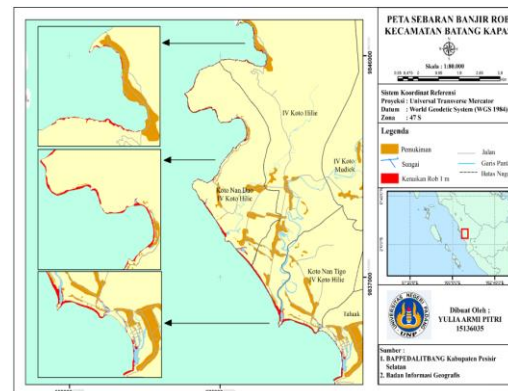 PETA SEBARAN BANJIR ROB
KECAMATAN BATANG KAPAS
Skala : 1:80.000
Sistem Koordinat Referensi
Proyeksi : Universal Transverse Mercator
Datum : World Geodetic System (WGS 1984)
Zona : 47 S
Legenda
Pemukiman
Sungai
Kenaikan Rob 1 m
Jalan
Garis Pantai
Batas Nagari
IV Koto Hilie
IV Koto
Mudiek
Koto Nan Duo
IV Koto Hilie
Koto Nan Tigo
IV Koto Hilie
Taluak
UNP
Dibuat Oleh :
YULIA ARMI PITRI
15136035
Sumber :
1. BAPPEDALITBANG Kabupaten Pesisir
Selatan
2. Badan Informasi Geografis